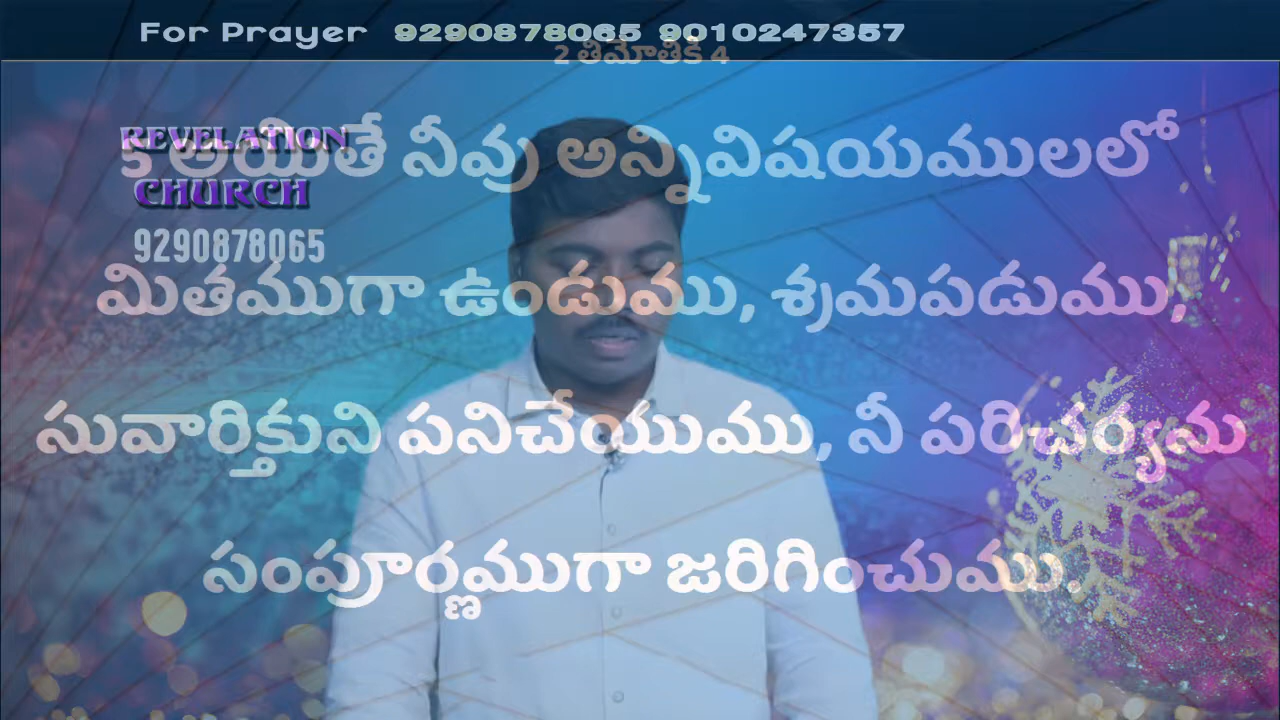 For Prayer 9290878065 9010247357
2 తిమోతికి 4
REVELATION
CHURCH
9290878065
5 అయితే నీవు అన్నివిషయములలో
మితముగా ఉండుము, శ్రమపడుము,
సువార్తికుని పనిచేయుము, నీ పరిచర్యను
సంపూర్ణముగా జరిగించుము.